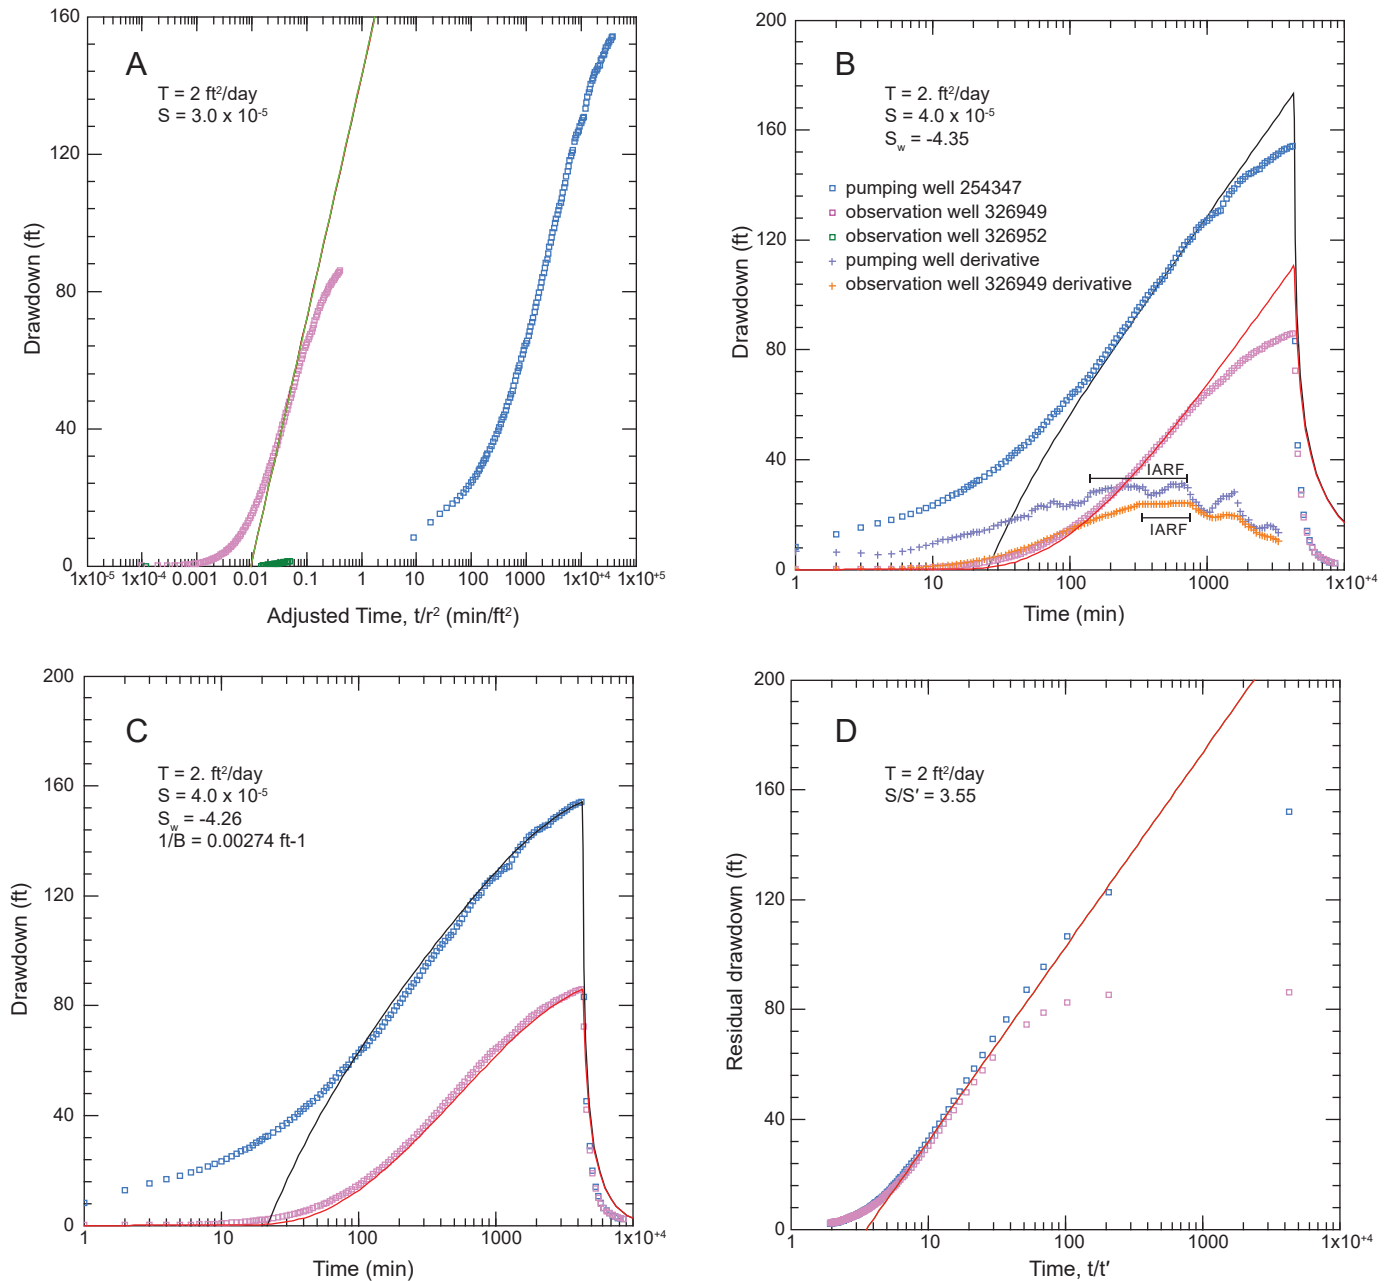 A
T = 2 ft²/day
S = 3.0 x 10⁻⁵
160
120
80
40
0
Drawdown (ft)
1x10⁻⁵
1x10⁻⁴
0.001
0.01
0.1
1
10
100
1000
1x10⁺⁴
1x10⁺⁵
Adjusted Time, t/r² (min/ft²)
B
T = 2. ft²/day
S = 4.0 x 10⁻⁵
S_w = -4.35
pumping well 254347
observation well 326949
observation well 326952
pumping well derivative
observation well 326949 derivative
IARF
IARF
200
160
120
80
40
0
Drawdown (ft)
1
10
100
1000
1x10⁺⁴
Time (min)
C
T = 2. ft²/day
S = 4.0 x 10⁻⁵
S_w = -4.26
1/B = 0.00274 ft-1
200
160
120
80
40
0
Drawdown (ft)
1
10
100
1000
1x10⁺⁴
Time (min)
D
T = 2 ft²/day
S/S′ = 3.55
200
160
120
80
40
0
Residual drawdown (ft)
1
10
100
1000
1x10⁺⁴
Time, t/t′